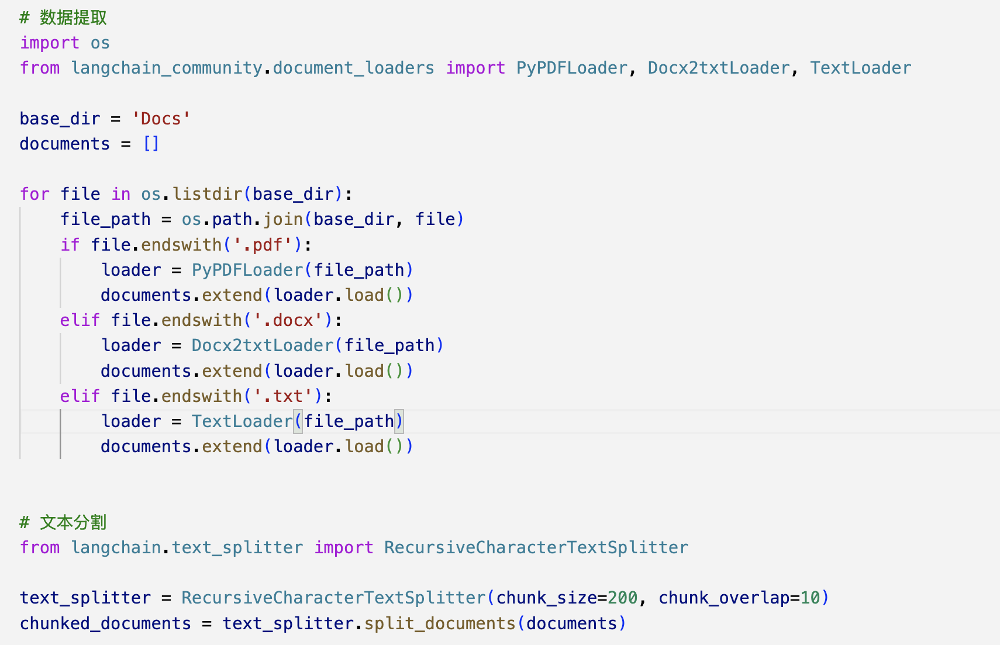 # 数据提取
import os
from langchain_community.document_loaders import PyPDFLoader, Docx2txtLoader, TextLoader

base_dir = 'Docs'
documents = []

for file in os.listdir(base_dir):
    file_path = os.path.join(base_dir, file)
    if file.endswith('.pdf'):
        loader = PyPDFLoader(file_path)
        documents.extend(loader.load())
    elif file.endswith('.docx'):
        loader = Docx2txtLoader(file_path)
        documents.extend(loader.load())
    elif file.endswith('.txt'):
        loader = TextLoader(file_path)
        documents.extend(loader.load())


# 文本分割
from langchain.text_splitter import RecursiveCharacterTextSplitter

text_splitter = RecursiveCharacterTextSplitter(chunk_size=200, chunk_overlap=10)
chunked_documents = text_splitter.split_documents(documents)